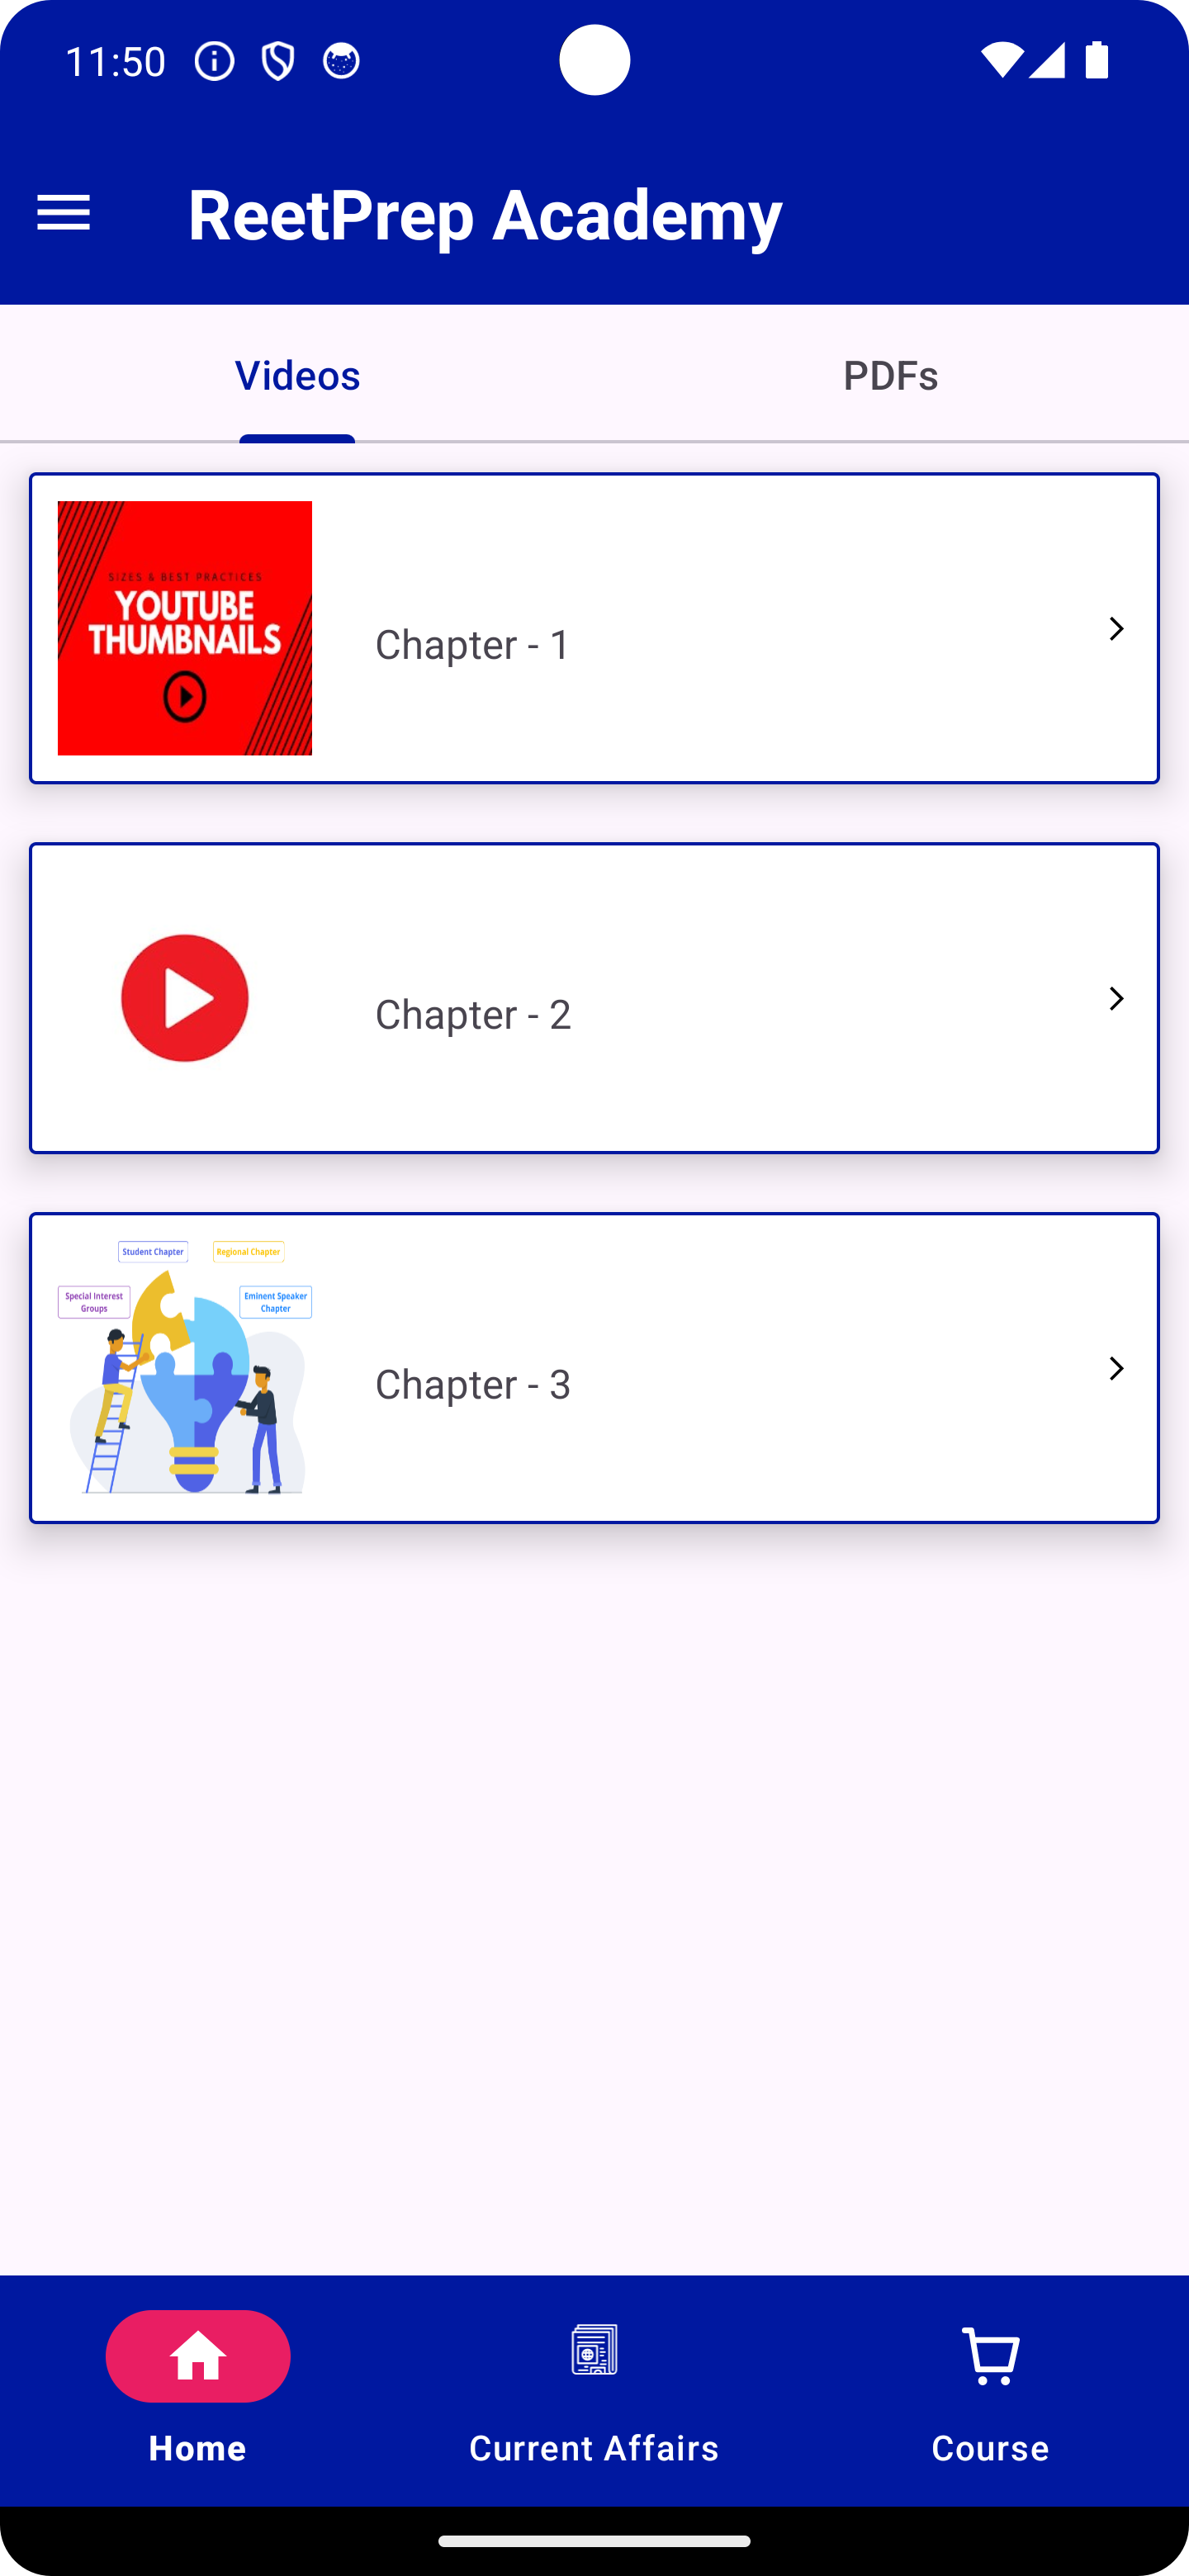 11:50
ReetPrep Academy
Videos
PDFs
SIZES & BEST PRACTICES
YOUTUBE
THUMBNAILS
Chapter - 1
Chapter - 2
Student Chapter
Regional Chapter
Special Interest
Groups
Eminent Speaker
Chapter
Chapter - 3
Home
Current Affairs
Course